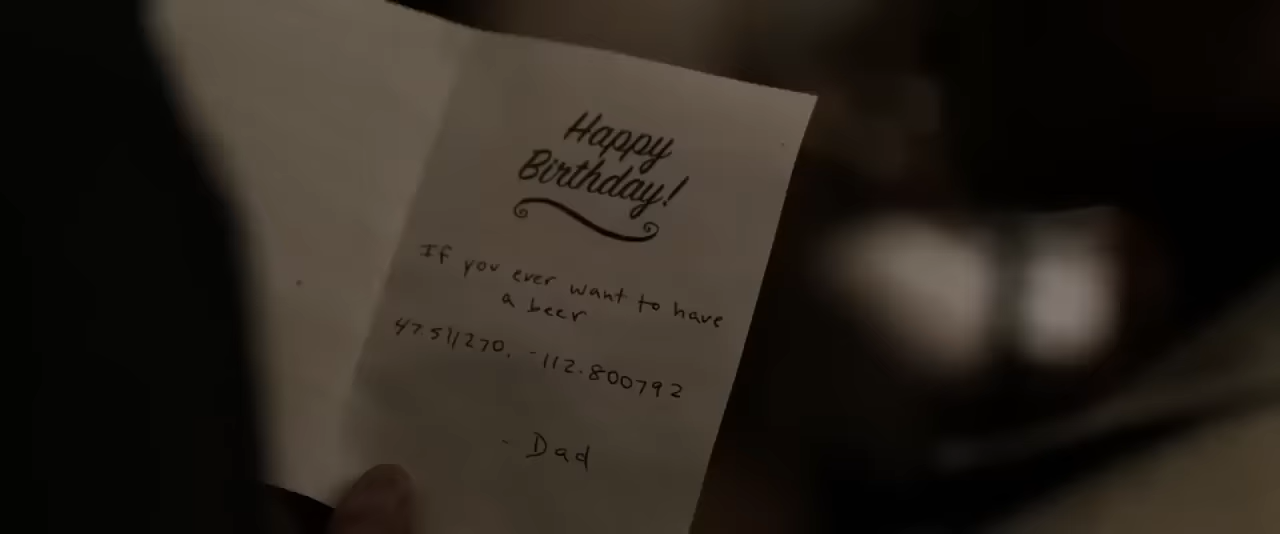 Happy
Birthday!
If you ever want to have
a beer
47.511270, -112.800792
- Dad